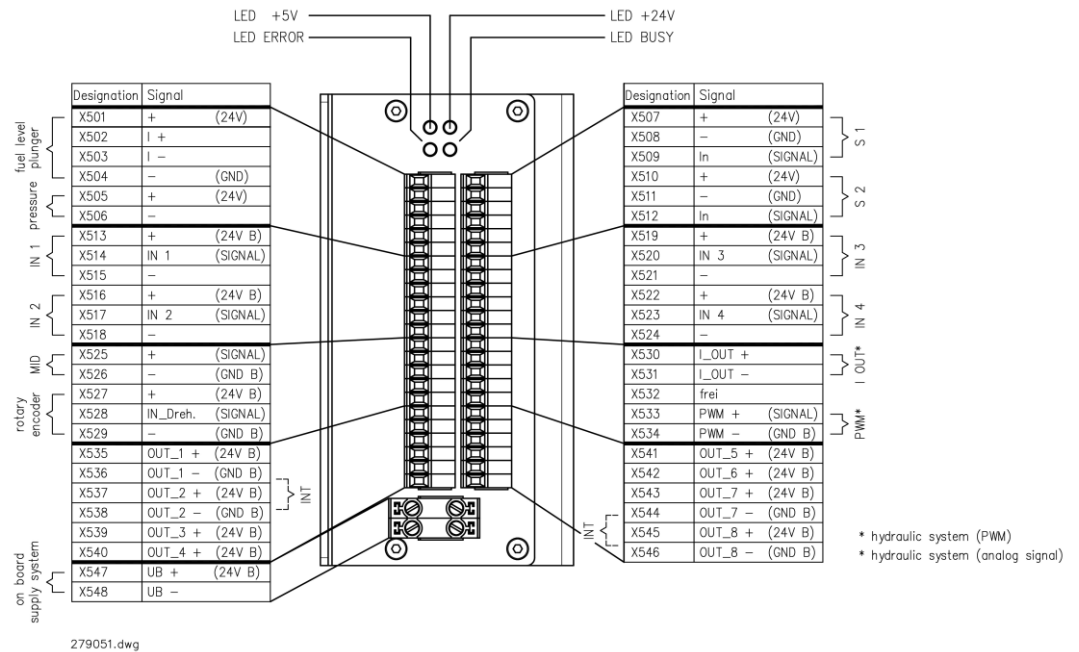 LED +5V
LED ERROR
LED +24V
LED BUSY
Designation Signal
X501 + (24V)
X502 I +
X503 I –
X504 – (GND)
X505 + (24V)
X506 –
X513 + (24V B)
X514 IN 1 (SIGNAL)
X515 –
X516 + (24V B)
X517 IN 2 (SIGNAL)
X518 –
X525 + (SIGNAL)
X526 – (GND B)
X527 + (24V B)
X528 IN_Dreh. (SIGNAL)
X529 – (GND B)
X535 OUT_1 + (24V B)
X536 OUT_1 – (GND B)
X537 OUT_2 + (24V B)
X538 OUT_2 – (GND B)
X539 OUT_3 + (24V B)
X540 OUT_4 + (24V B)
X547 UB + (24V B)
X548 UB –
fuel level
plunger
pressure
IN 1
IN 2
MID
rotary
encoder
INT
on board
supply system
Designation Signal
X507 + (24V)
X508 – (GND)
X509 In (SIGNAL)
X510 + (24V)
X511 – (GND)
X512 In (SIGNAL)
X519 + (24V B)
X520 IN 3 (SIGNAL)
X521 –
X522 + (24V B)
X523 IN 4 (SIGNAL)
X524 –
X530 I_OUT +
X531 I_OUT –
X532 frei
X533 PWM + (SIGNAL)
X534 PWM – (GND B)
X541 OUT_5 + (24V B)
X542 OUT_6 + (24V B)
X543 OUT_7 + (24V B)
X544 OUT_7 – (GND B)
X545 OUT_8 + (24V B)
X546 OUT_8 – (GND B)
S 1
S 2
IN 3
IN 4
I OUT*
PWM*
INT
* hydraulic system (PWM)
* hydraulic system (analog signal)
279051.dwg